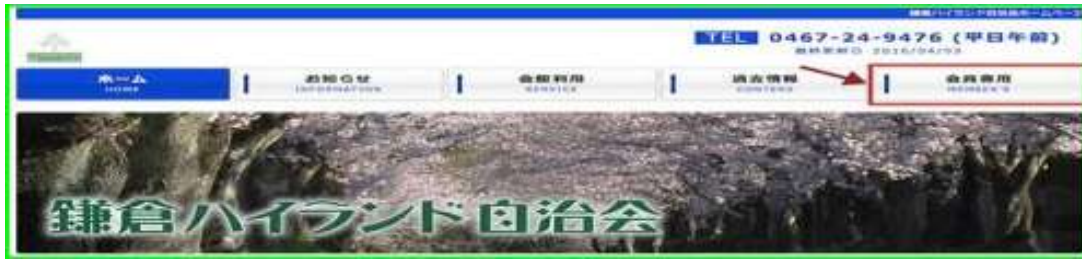 鎌倉ハイランド自治会ホームページ
TEL 0467-24-9476 (平日午前)
最終更新日 2016/04/03
ホーム
HOME
お知らせ
INFORMATION
会館利用
SERVICE
過去情報
CONTENS
会員専用
MEMBER'S
鎌倉ハイランド自治会